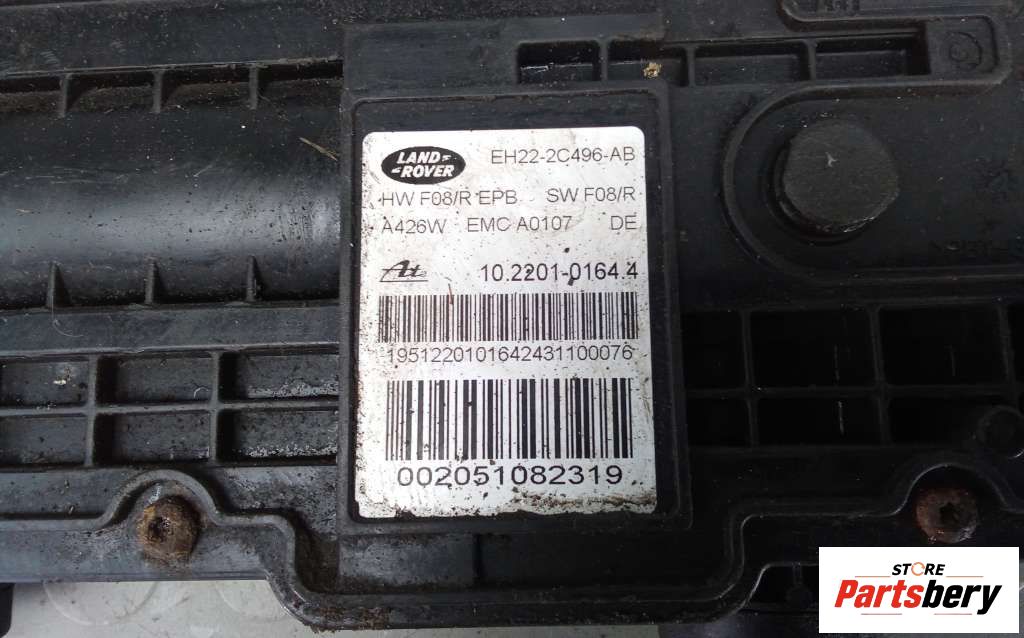 LAND
ROVER
EH22-2C496-AB
HW F08/R EPB SW F08/R
A426W EMC A0107 DE
Ate 10.2201-0164.4
1951220101642431100076
002051082319
STORE
Partsbery